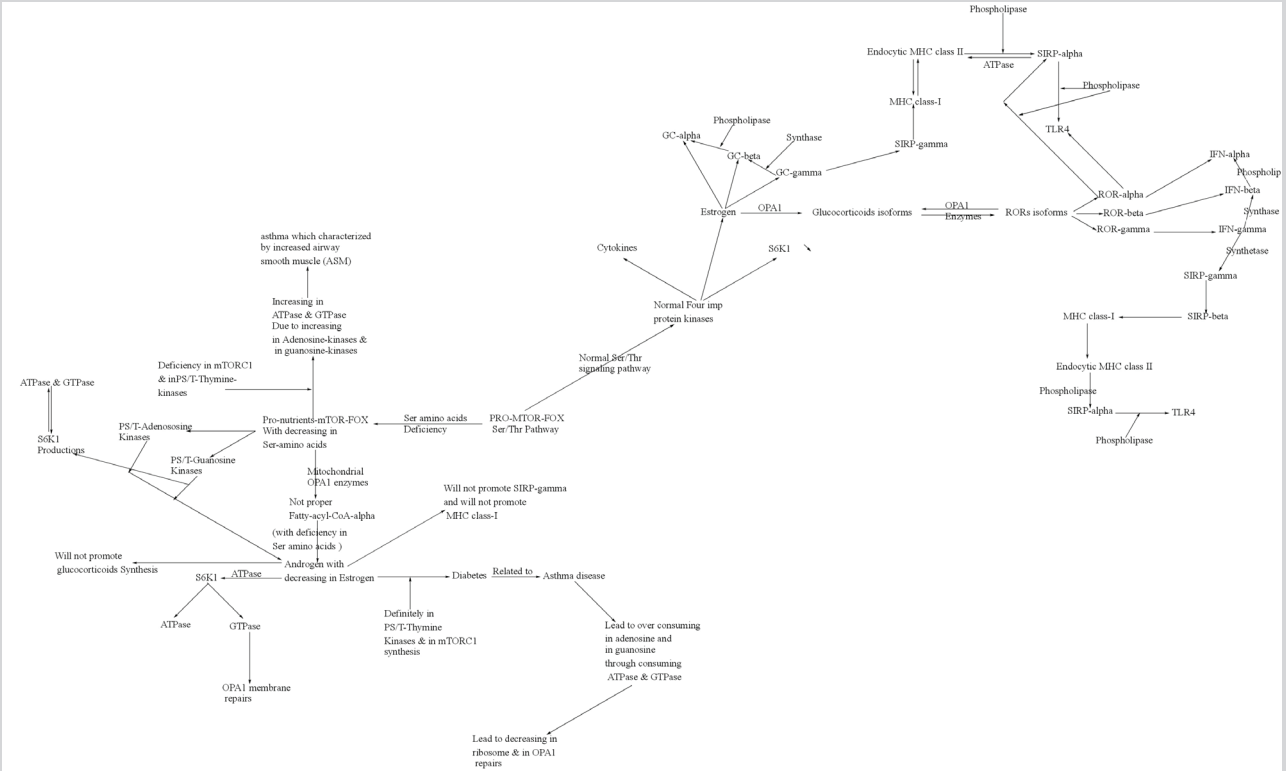 Phospholipase
Endocytic MHC class II
SIRP-alpha
ATPase
Phospholipase
MHC class-I
Phospholipase
GC-alpha
Synthase
TLR4
SIRP-gamma
GC-beta
GC-gamma
IFN-alpha
Phospholip
ROR-alpha
IFN-beta
Estrogen
OPA1
Glucocorticoids isoforms
OPA1
Enzymes
RORs isoforms
ROR-beta
Synthase
ROR-gamma
IFN-gamma
Synthetase
SIRP-gamma
asthma which characterized
by increased airway
smooth muscle (ASM)
Cytokines
S6K1
Increasing in
ATPase & GTPase
Due to increasing
in Adenosine-kinases &
in guanosine-kinases
Normal Four imp
protein kinases
MHC class-I
SIRP-beta
Normal Ser/Thr
signaling pathway
Endocytic MHC class II
Phospholipase
SIRP-alpha
TLR4
Phospholipase
Deficiency in mTORC1
& inPS/T-Thymine-
kinases
ATPase & GTPase
S6K1
Productions
PS/T-Adenososine
Kinases
PS/T-Guanosine
Kinases
Pro-nutrients-mTOR-FOX
With decreasing in
Ser-amino acids
Ser amino acids
Deficiency
PRO-MTOR-FOX
Ser/Thr Pathway
Mitochondrial
OPA1 enzymes
Not proper
Fatty-acyl-CoA-alpha
(with deficiency in
Ser amino acids )
Will not promote SIRP-gamma
and will not promote
MHC class-I
Will not promote
glucocorticoids Synthesis
Androgen with
decreasing in Estrogen
S6K1
ATPase
Diabetes
Related to
Asthma disease
ATPase
GTPase
Definitely in
PS/T-Thymine
Kinases & in mTORC1
synthesis
Lead to over consuming
in adenosine and
in guanosine
through consuming
ATPase & GTPase
OPA1 membrane
repairs
Lead to decreasing in
ribosome & in OPA1
repairs